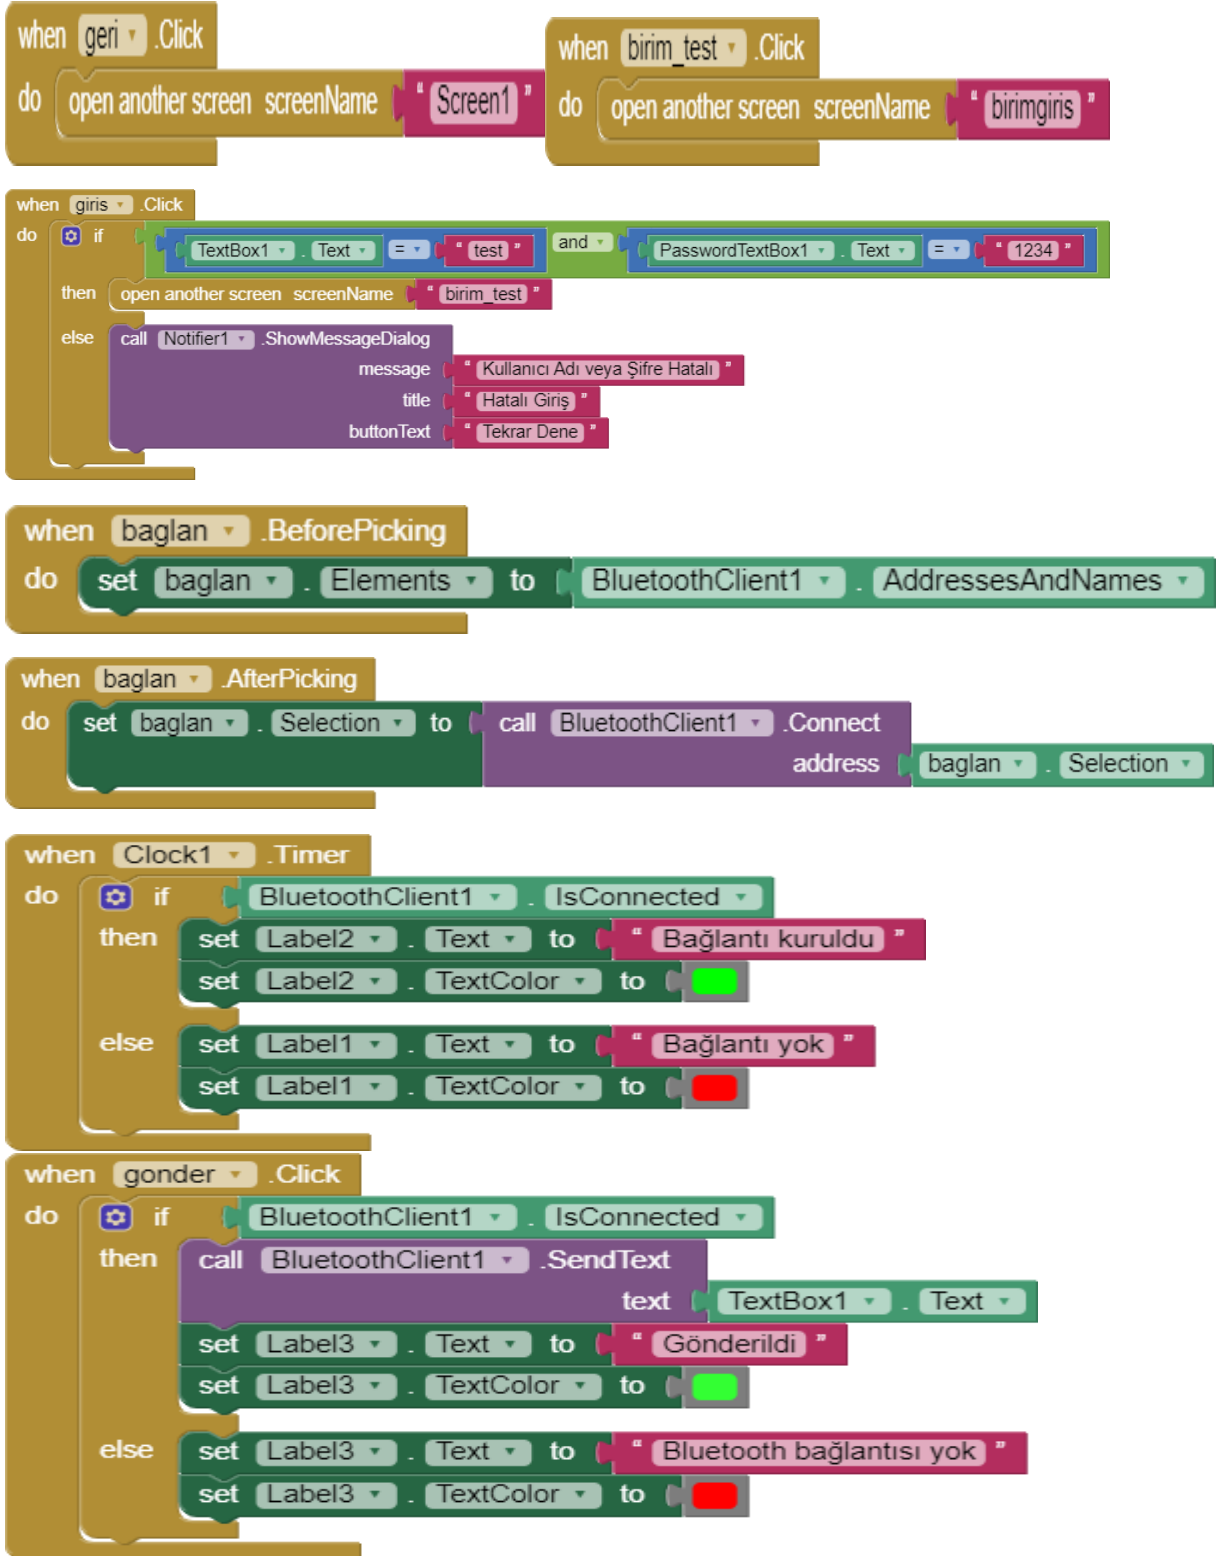 when geri .Click
do open another screen screenName " Screen1 "
when birim_test .Click
do open another screen screenName " birimgiris "
when giris .Click
do if TextBox1 . Text = " test " and PasswordTextBox1 . Text = " 1234 "
then open another screen screenName " birim_test "
else call Notifier1 .ShowMessageDialog
message " Kullanıcı Adı veya Şifre Hatalı "
title " Hatalı Giriş "
buttonText " Tekrar Dene "
when baglan .BeforePicking
do set baglan . Elements to BluetoothClient1 . AddressesAndNames
when baglan .AfterPicking
do set baglan . Selection to call BluetoothClient1 .Connect
address baglan . Selection
when Clock1 .Timer
do if BluetoothClient1 . IsConnected
then set Label2 . Text to " Bağlantı kuruldu "
set Label2 . TextColor to
else set Label1 . Text to " Bağlantı yok "
set Label1 . TextColor to
when gonder .Click
do if BluetoothClient1 . IsConnected
then call BluetoothClient1 .SendText
text TextBox1 . Text
set Label3 . Text to " Gönderildi "
set Label3 . TextColor to
else set Label3 . Text to " Bluetooth bağlantısı yok "
set Label3 . TextColor to